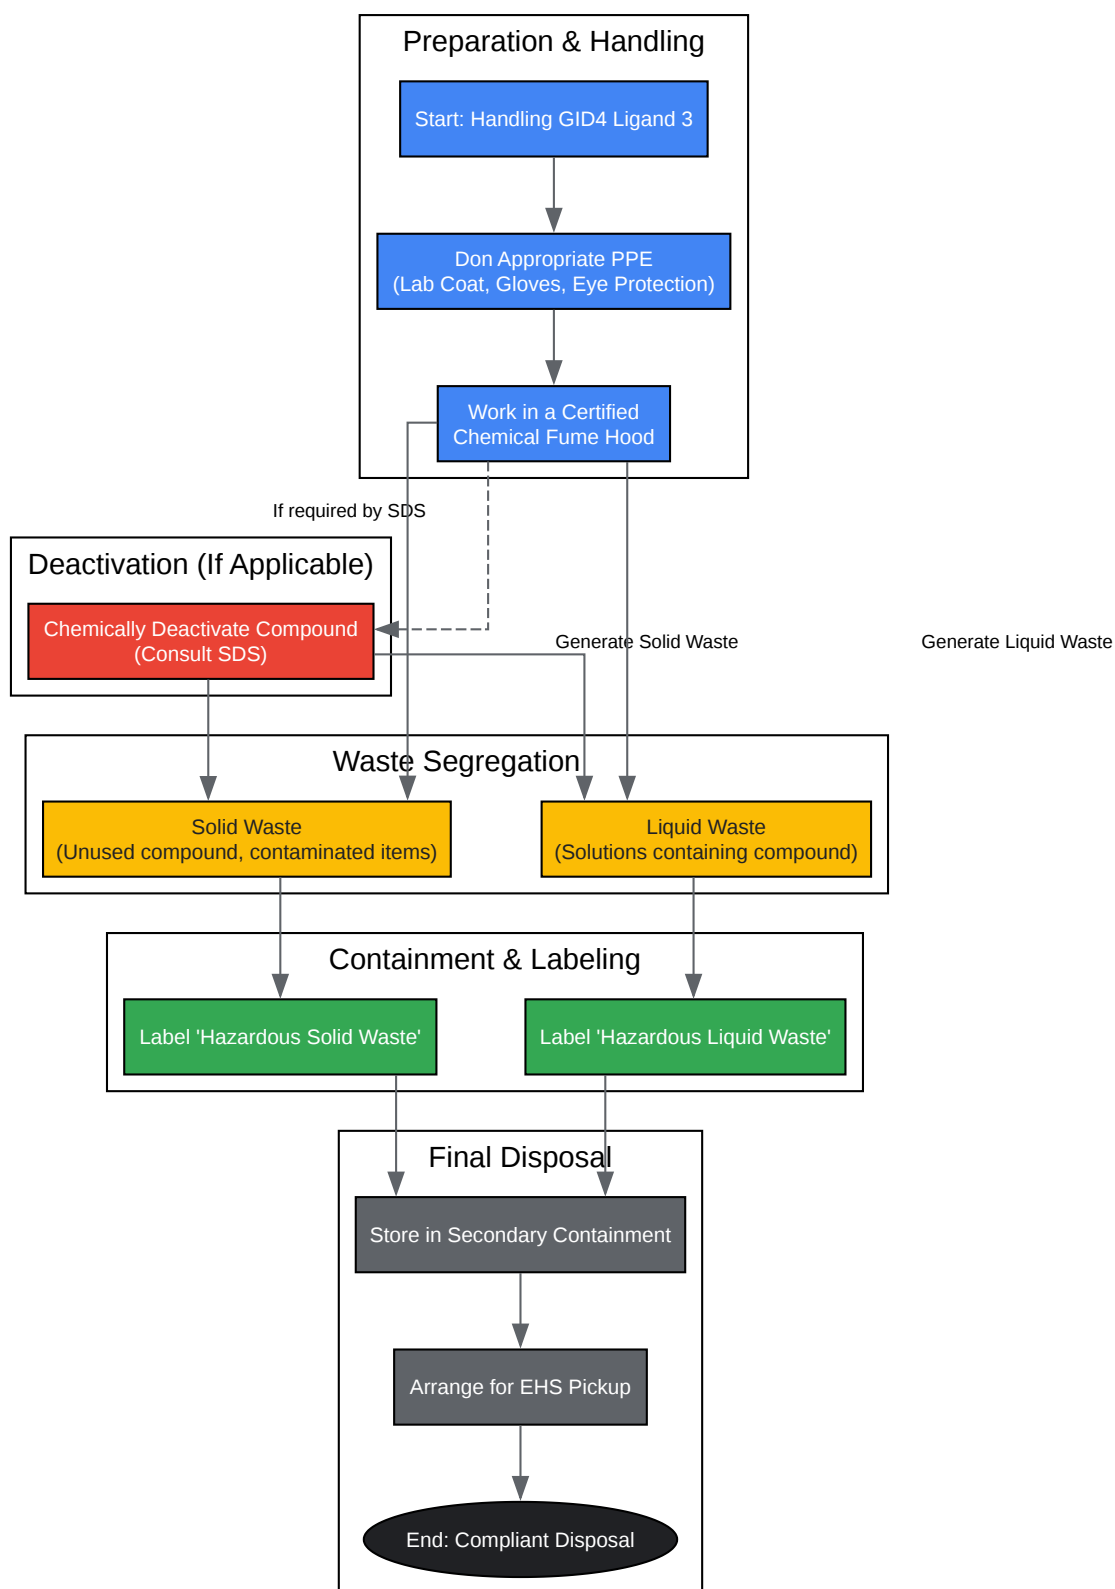 Preparation & Handling
Start: Handling GID4 Ligand 3
Don Appropriate PPE
(Lab Coat, Gloves, Eye Protection)
Work in a Certified
Chemical Fume Hood
If required by SDS
Deactivation (If Applicable)
Chemically Deactivate Compound
(Consult SDS)
Generate Solid Waste
Generate Liquid Waste
Waste Segregation
Solid Waste
(Unused compound, contaminated items)
Liquid Waste
(Solutions containing compound)
Containment & Labeling
Label 'Hazardous Solid Waste'
Label 'Hazardous Liquid Waste'
Final Disposal
Store in Secondary Containment
Arrange for EHS Pickup
End: Compliant Disposal